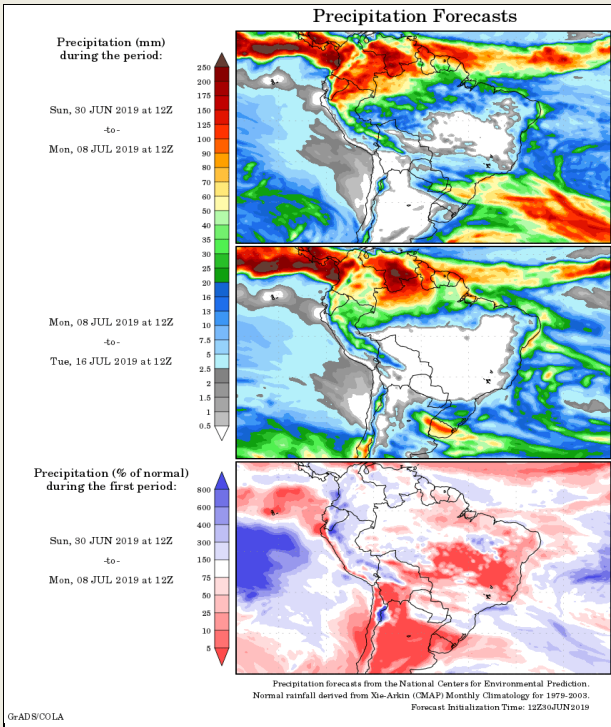 Precipitation Forecasts
Precipitation (mm)
during the period:
Sun, 30 JUN 2019 at 12Z
-to-
Mon, 08 JUL 2019 at 12Z
250
200
175
150
125
100
90
80
70
60
50
40
35
30
25
20
16
13
10
7.5
5
2.5
2
1.5
1
0.5
Mon, 08 JUL 2019 at 12Z
-to-
Tue, 16 JUL 2019 at 12Z
Precipitation (% of normal)
during the first period:
Sun, 30 JUN 2019 at 12Z
-to-
Mon, 08 JUL 2019 at 12Z
800
600
400
300
150
75
50
25
10
5
Precipitation forecasts from the National Centers for Environmental Prediction.
Normal rainfall derived from Xie-Arkin (CMAP) Monthly Climatology for 1979-2003.
Forecast Initialization Time: 12Z30JUN2019
GrADS/COLA